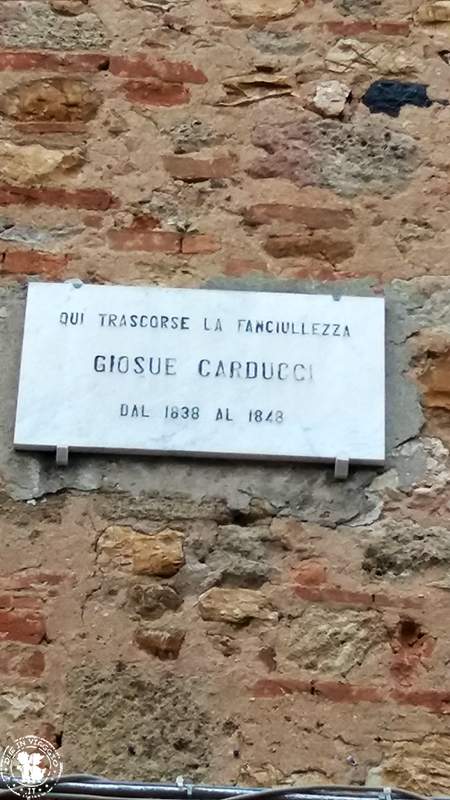 QUI TRASCORSE LA FANCIULLEZZA
GIOSUE CARDUCCI
DAL 1838 AL 1848